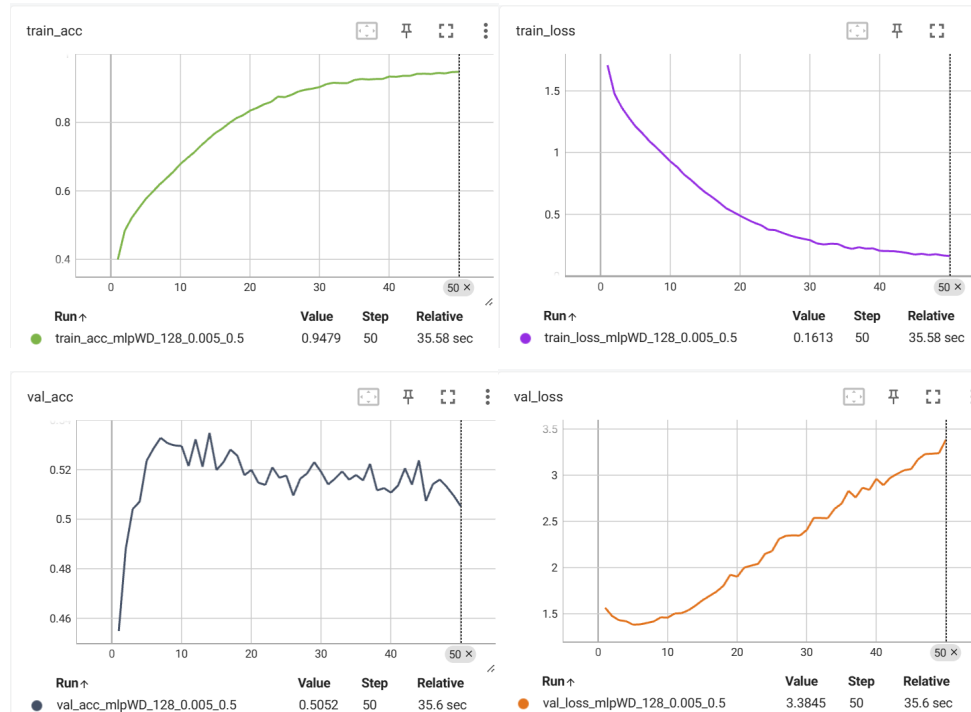 train_acc
0.8
0.6
0.4
0 10 20 30 40 50 ×
Run↑ Value Step Relative
train_acc_mlpWD_128_0.005_0.5 0.9479 50 35.58 sec
train_loss
1.5
1
0.5
0
0 10 20 30 40 50 ×
Run↑ Value Step Relative
train_loss_mlpWD_128_0.005_0.5 0.1613 50 35.58 sec
val_acc
0.54
0.52
0.5
0.48
0.46
0 10 20 30 40 50 ×
Run↑ Value Step Relative
val_acc_mlpWD_128_0.005_0.5 0.5052 50 35.6 sec
val_loss
3.5
3
2.5
2
1.5
0 10 20 30 40 50 ×
Run↑ Value Step Relative
val_loss_mlpWD_128_0.005_0.5 3.3845 50 35.6 sec